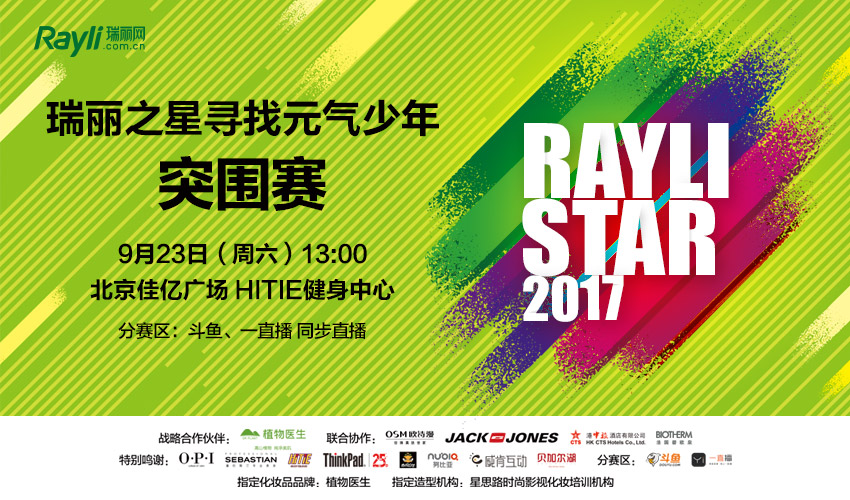 Rayli 瑞丽网
.com.cn
瑞丽之星寻找元气少年
突围赛
9月23日（周六）13:00
北京佳亿广场 HITIE健身中心
分赛区：斗鱼、一直播 同步直播
RAYLI
STAR
2017
战略合作伙伴： 植物医生 联合协作： OSM欧诗漫 JACK JONES CTS 港中旅酒店有限公司 HK CTS Hotels Co., Ltd. BIOTHERM
特别鸣谢： O·P·I PROFESSIONAL SEBASTIAN HITIE ThinkPad 25 nubia 努比亚 威肯互动 贝加尔湖 分赛区： 斗鱼 DOUYU.COM 一直播
指定化妆品品牌：植物医生 指定造型机构：星思路时尚影视化妆培训机构